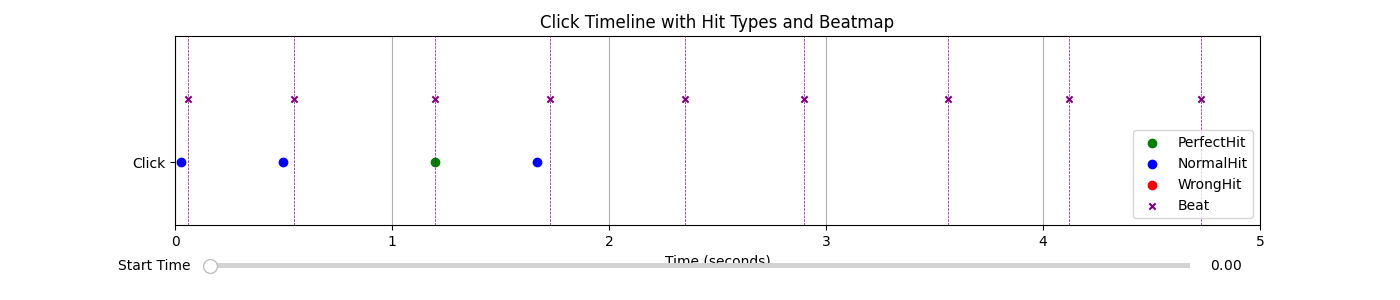 Click Timeline with Hit Types and Beatmap
PerfectHit
NormalHit
WrongHit
Beat
Click
0 1 2 3 4 5
Time (seconds)
Start Time 0.00